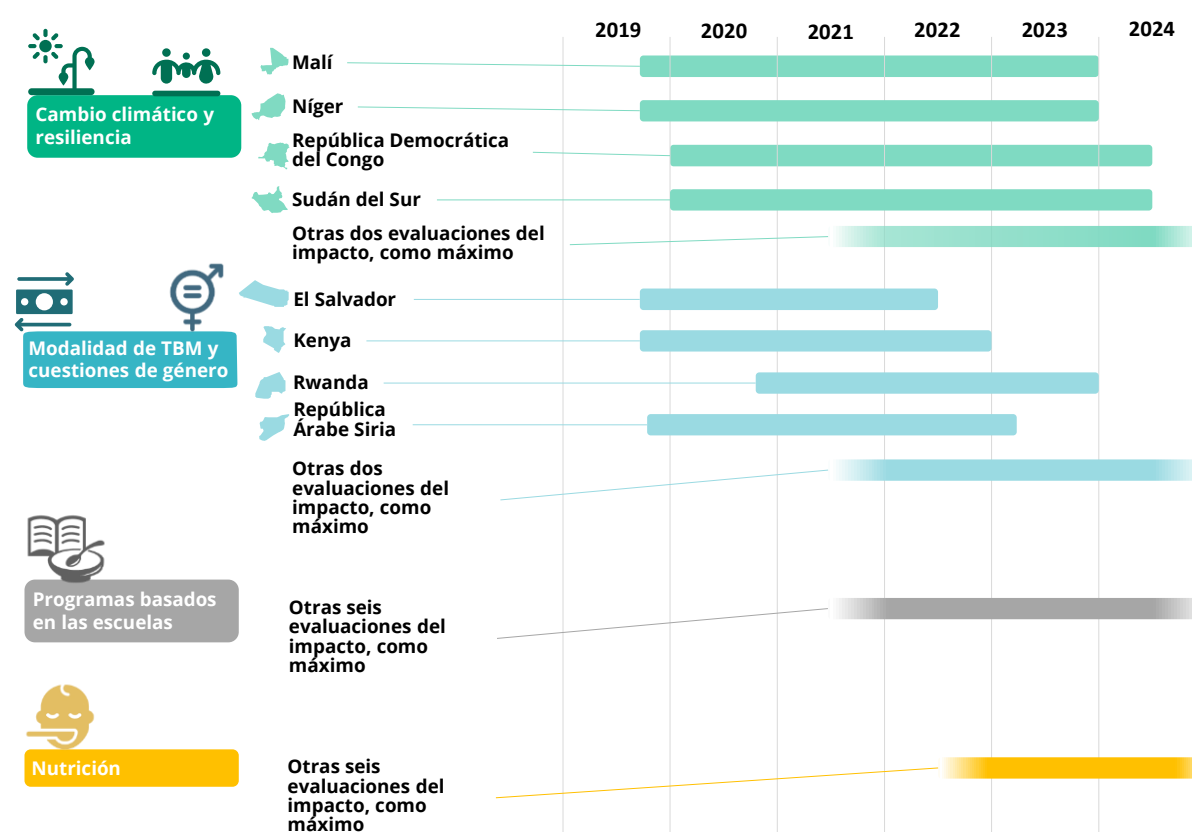 2019 2020 2021 2022 2023 2024
Cambio climático y
resiliencia
Malí
Níger
República Democrática
del Congo
Sudán del Sur
Otras dos evaluaciones del
impacto, como máximo
Modalidad de TBM y
cuestiones de género
El Salvador
Kenya
Rwanda
República
Árabe Siria
Otras dos
evaluaciones del
impacto, como
máximo
Programas basados
en las escuelas
Otras seis
evaluaciones del
impacto, como
máximo
Nutrición
Otras seis
evaluaciones del
impacto, como
máximo